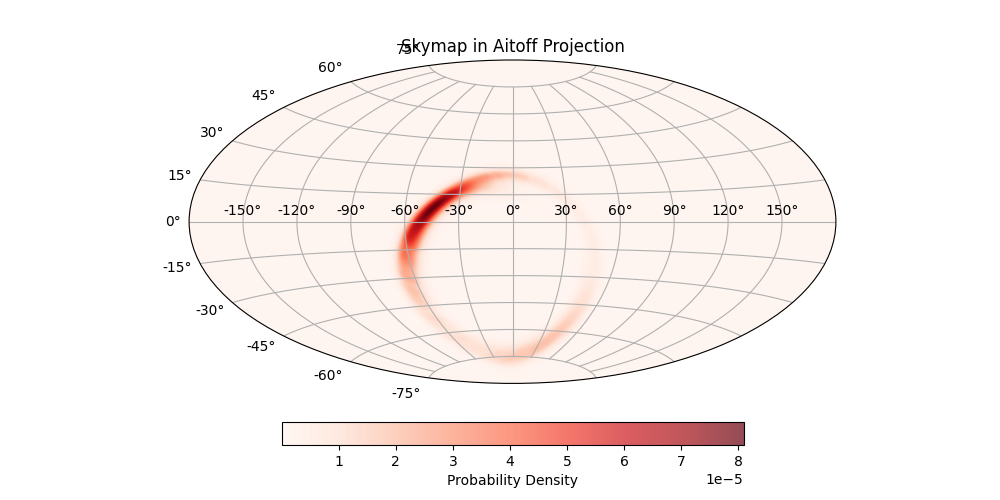 Skymap in Aitoff Projection
75°
60°
45°
30°
15°
-150° -120° -90° -60° -30° 0° 30° 60° 90° 120° 150°
0°
-15°
-30°
-45°
-60°
-75°
1 2 3 4 5 6 7 8
1e−5
Probability Density